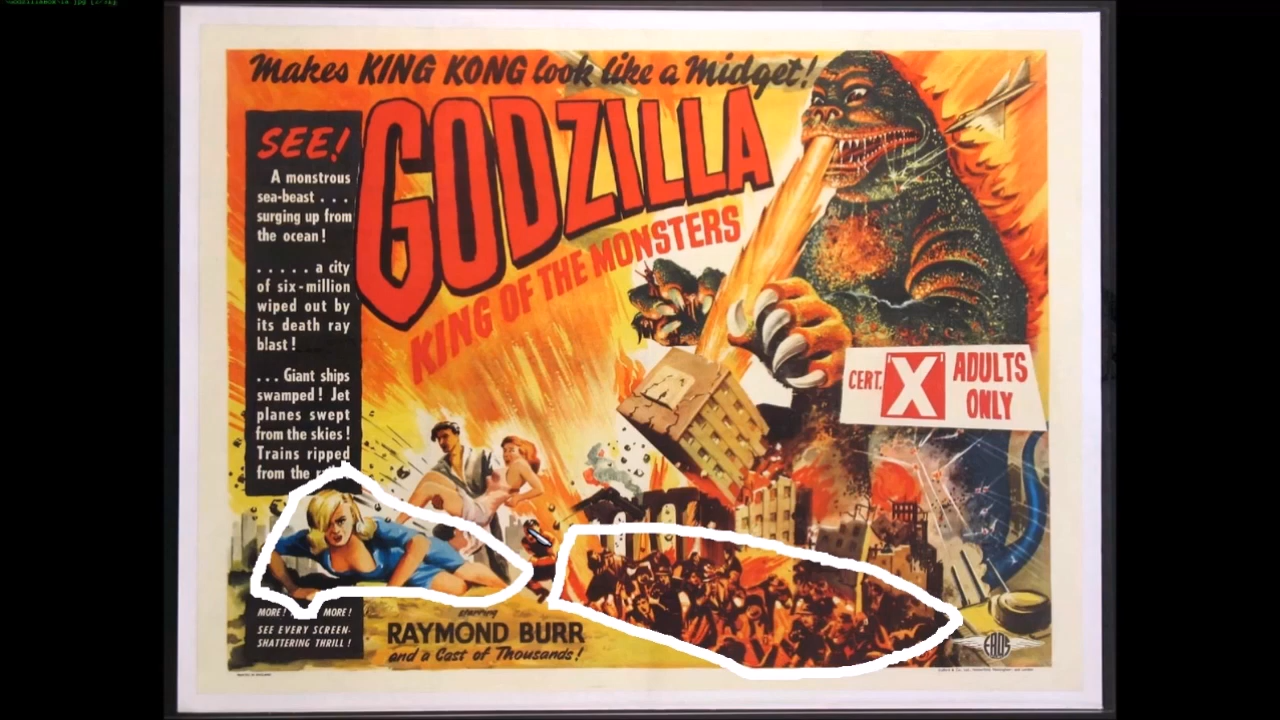 Makes KING KONG look like a Midget!
GODZILLA
KING OF THE MONSTERS
SEE!
A monstrous
sea-beast . . .
surging up from
the ocean!
. . . . . a city
of six-million
wiped out by
its death ray
blast!
. . . Giant ships
swamped! Jet
planes swept
from the skies!
Trains ripped
from the
MORE! MORE!
SEE EVERY SCREEN-
SHATTERING THRILL!
starring
RAYMOND BURR
and a Cast of Thousands!
CERT. X ADULTS
ONLY
EROS